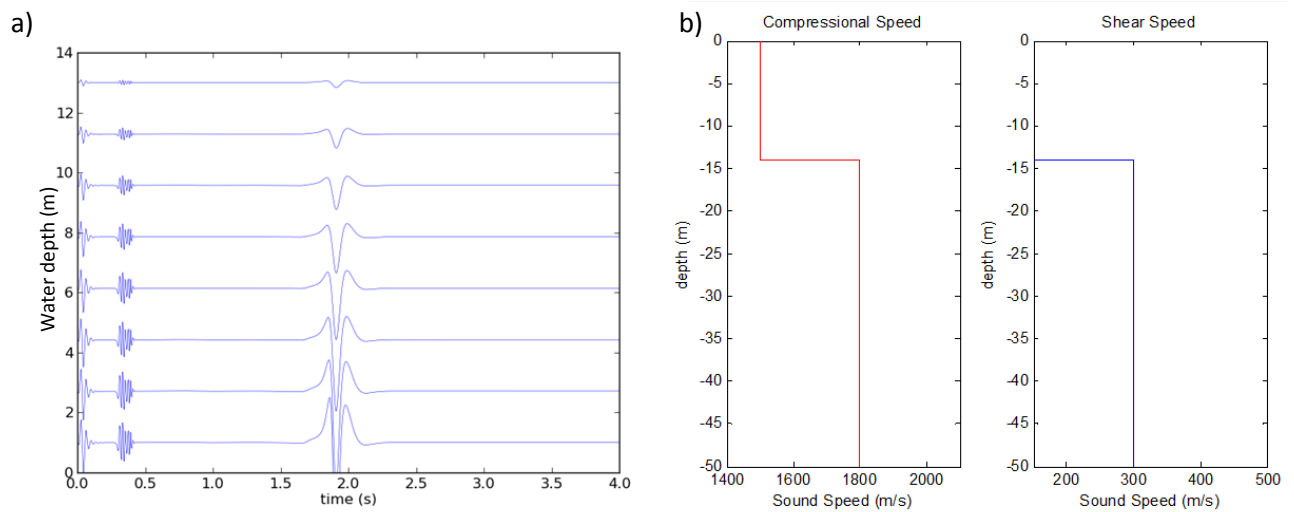 a)
14
12
10
8
6
4
2
0
Water depth (m)
0.0 0.5 1.0 1.5 2.0 2.5 3.0 3.5 4.0
time (s)
b)
Compressional Speed
0
-5
-10
-15
-20
-25
-30
-35
-40
-45
-50
depth (m)
1400 1600 1800 2000
Sound Speed (m/s)
Shear Speed
0
-5
-10
-15
-20
-25
-30
-35
-40
-45
-50
depth (m)
200 300 400 500
Sound Speed (m/s)